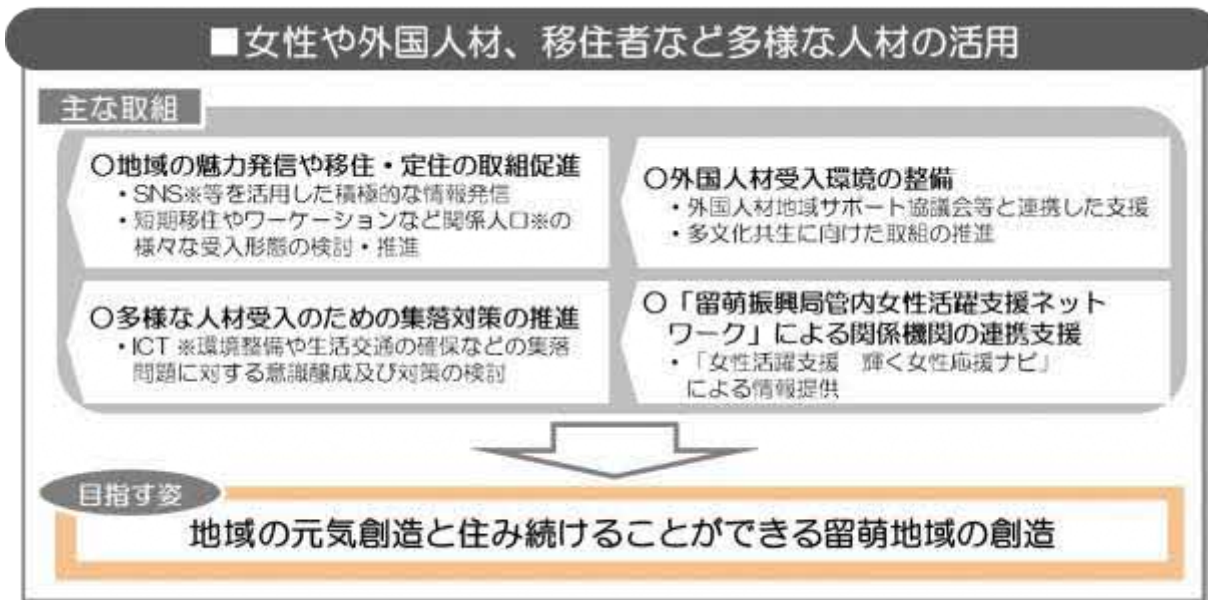 ■女性や外国人材、移住者など多様な人材の活用
主な取組
〇地域の魅力発信や移住・定住の取組促進
・SNS※等を活用した積極的な情報発信
・短期移住やワーケーションなど関係人口※の
様々な受入形態の検討・推進
〇外国人材受入環境の整備
・外国人材地域サポート協議会等と連携した支援
・多文化共生に向けた取組の推進
〇多様な人材受入のための集落対策の推進
・ICT ※環境整備や生活交通の確保などの集落
問題に対する意識醸成及び対策の検討
〇「留萌振興局管内女性活躍支援ネット
ワーク」による関係機関の連携支援
・「女性活躍支援　輝く女性応援ナビ」
による情報提供
目指す姿
地域の元気創造と住み続けることができる留萌地域の創造